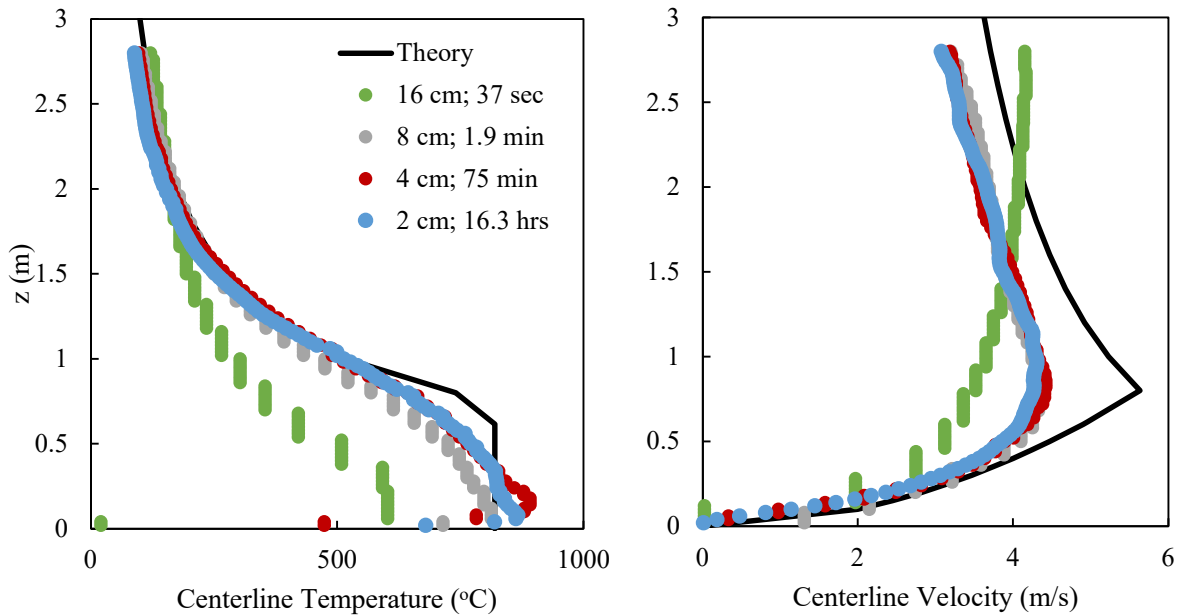 3
2.5
2
1.5
1
0.5
0
z (m)
Theory
16 cm; 37 sec
8 cm; 1.9 min
4 cm; 75 min
2 cm; 16.3 hrs
0
500
1000
Centerline Temperature (ºC)
3
2.5
2
1.5
1
0.5
0
0
2
4
6
Centerline Velocity (m/s)